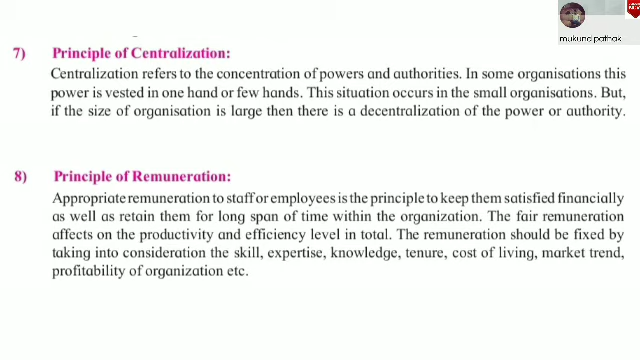 mukund pathak
7) Principle of Centralization:
Centralization refers to the concentration of powers and authorities. In some organisations this
power is vested in one hand or few hands. This situation occurs in the small organisations. But,
if the size of organisation is large then there is a decentralization of the power or authority.
8) Principle of Remuneration:
Appropriate remuneration to staff or employees is the principle to keep them satisfied financially
as well as retain them for long span of time within the organization. The fair remuneration
affects on the productivity and efficiency level in total. The remuneration should be fixed by
taking into consideration the skill, expertise, knowledge, tenure, cost of living, market trend,
profitability of organization etc.